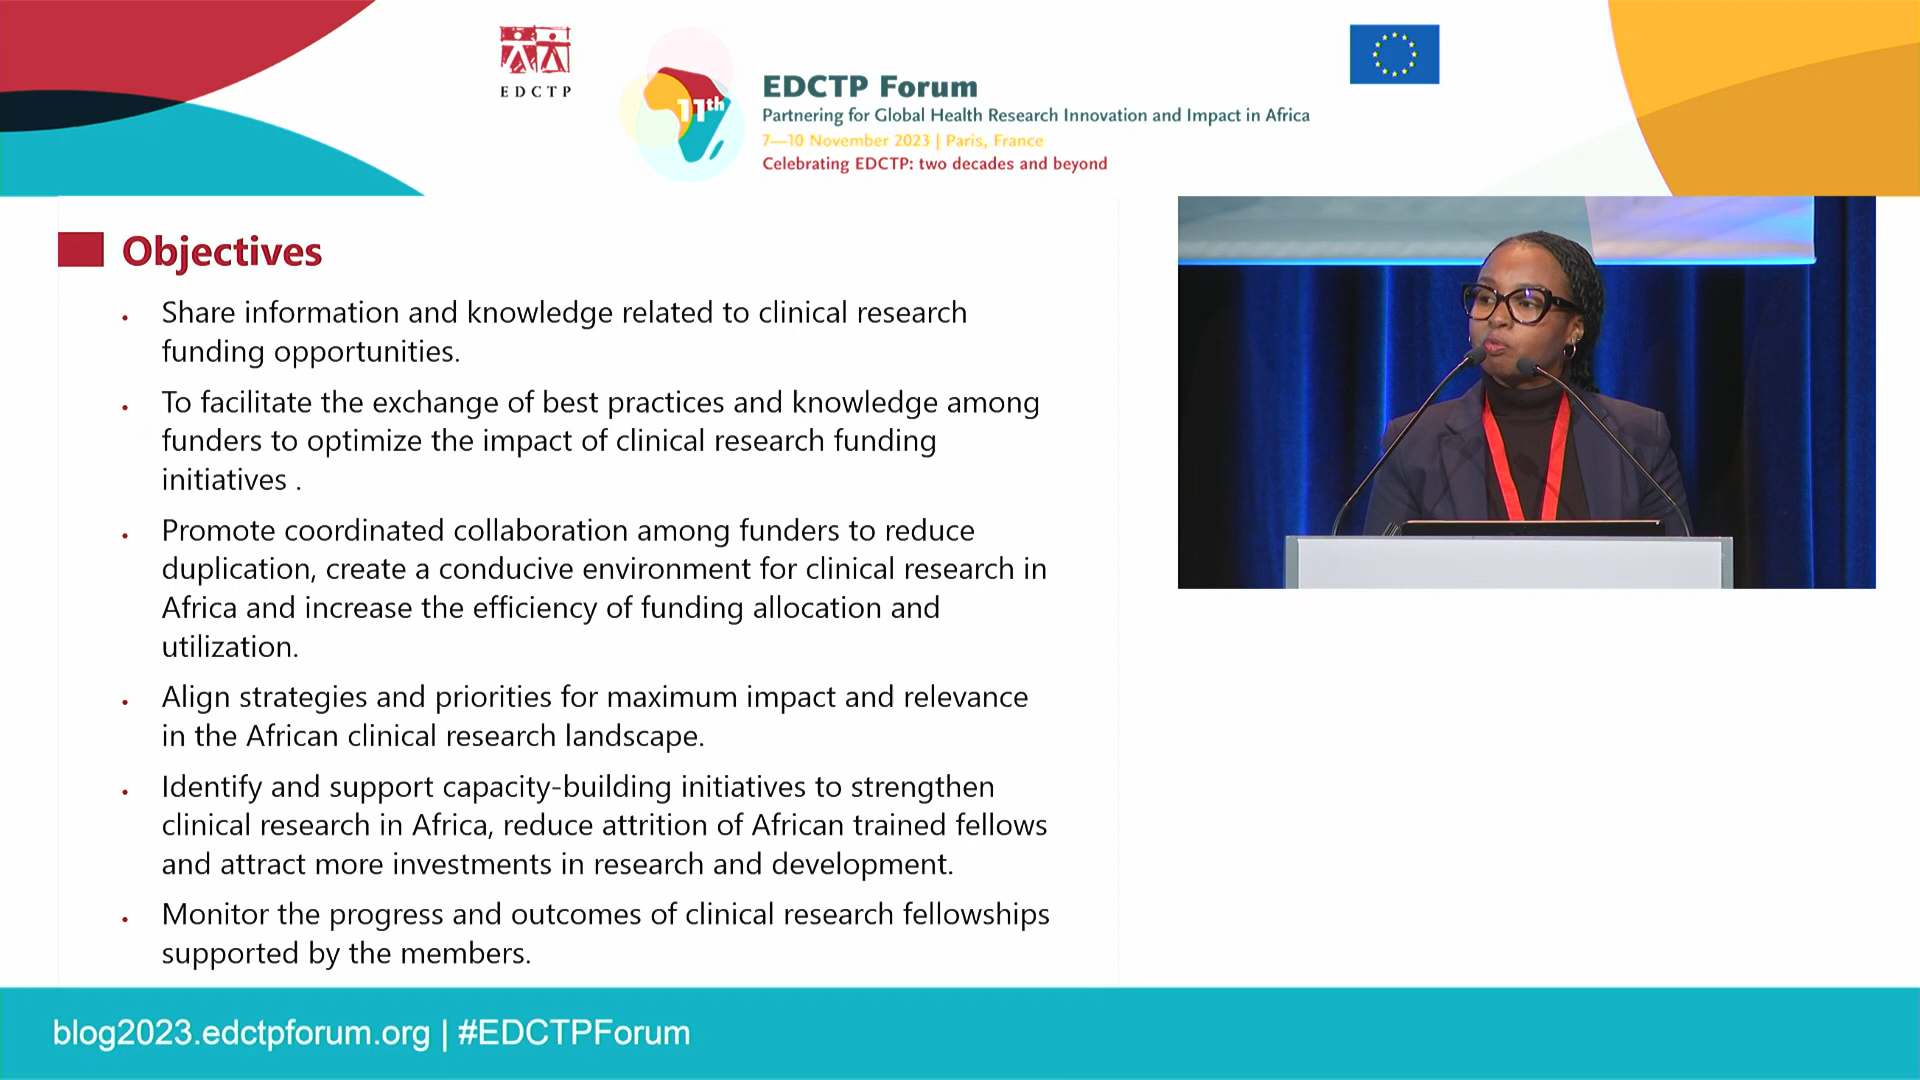 EDCTP
11th
EDCTP Forum
Partnering for Global Health Research Innovation and Impact in Africa
7—10 November 2023 | Paris, France
Celebrating EDCTP: two decades and beyond
Objectives
• Share information and knowledge related to clinical research
funding opportunities.
• To facilitate the exchange of best practices and knowledge among
funders to optimize the impact of clinical research funding
initiatives .
• Promote coordinated collaboration among funders to reduce
duplication, create a conducive environment for clinical research in
Africa and increase the efficiency of funding allocation and
utilization.
• Align strategies and priorities for maximum impact and relevance
in the African clinical research landscape.
• Identify and support capacity-building initiatives to strengthen
clinical research in Africa, reduce attrition of African trained fellows
and attract more investments in research and development.
• Monitor the progress and outcomes of clinical research fellowships
supported by the members.
blog2023.edctpforum.org | #EDCTPForum